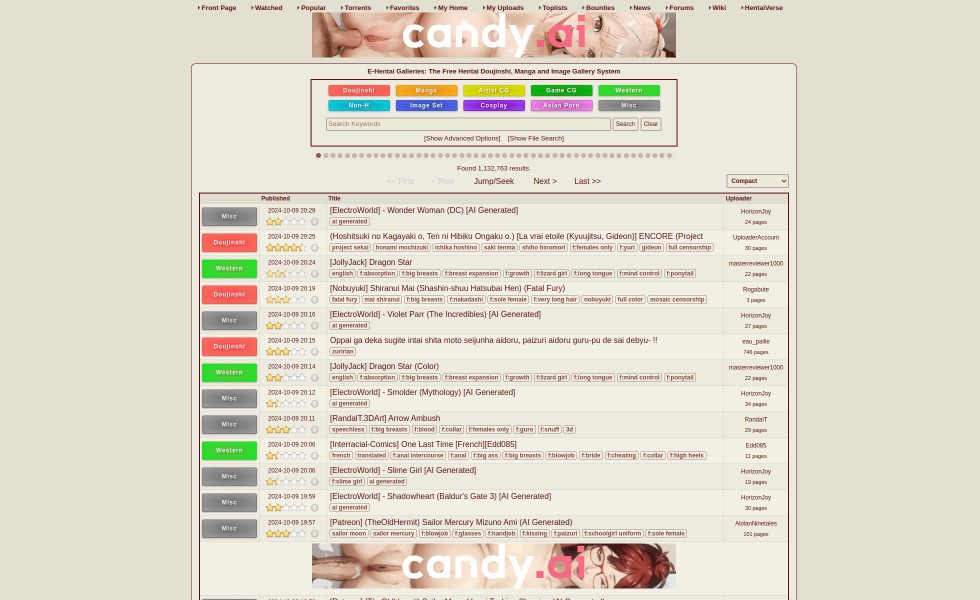 Front Page Watched Popular Torrents Favorites My Home My Uploads Toplists Bounties News Forums Wiki HentaiVerse
candy.ai
E-Hentai Galleries: The Free Hentai Doujinshi, Manga and Image Gallery System
Doujinshi Manga Artist CG Game CG Western
Non-H Image Set Cosplay Asian Porn Misc
Search Keywords Search Clear
[Show Advanced Options] [Show File Search]
Found 1,132,763 results.
<< First < Prev Jump/Seek Next > Last >> Compact
Published Title Uploader
Misc 2024-10-09 20:29 [ElectroWorld] - Wonder Woman (DC) [AI Generated] HorizonJoy
ai generated 24 pages
Doujinshi 2024-10-09 20:25 (Hoshitsuki no Kagayaki o, Ten ni Hibiku Ongaku o.) [La vrai etoile (Kyuujitsu, Gideon)] ENCORE (Project UploaderAccount
project sekai honami mochizuki ichika hoshino saki tenma shiho hinomori f:females only f:yuri gideon full censorship 30 pages
Western 2024-10-09 20:24 [JollyJack] Dragon Star masterreviewer1000
english f:absorption f:big breasts f:breast expansion f:growth f:lizard girl f:long tongue f:mind control f:ponytail 22 pages
Doujinshi 2024-10-09 20:19 [Nobuyuki] Shiranui Mai (Shashin-shuu Hatsubai Hen) (Fatal Fury) Rogabute
fatal fury mai shiranui f:big breasts f:nakadashi f:sole female f:very long hair nobuyuki full color mosaic censorship 3 pages
Misc 2024-10-09 20:16 [ElectroWorld] - Violet Parr (The Incredibles) [AI Generated] HorizonJoy
ai generated 27 pages
Doujinshi 2024-10-09 20:15 Oppai ga deka sugite intai shita moto seijunha aidoru, paizuri aidoru guru-pu de sai debyu- !! eau_paille
zuririn 746 pages
Western 2024-10-09 20:14 [JollyJack] Dragon Star (Color) masterreviewer1000
english f:absorption f:big breasts f:breast expansion f:growth f:lizard girl f:long tongue f:mind control f:ponytail 22 pages
Misc 2024-10-09 20:12 [ElectroWorld] - Smolder (Mythology) [AI Generated] HorizonJoy
ai generated 34 pages
Misc 2024-10-09 20:11 [RandalT.3DArt] Arrow Ambush RandalT
speechless f:big breasts f:blood f:collar f:females only f:guro f:snuff 3d 29 pages
Western 2024-10-09 20:06 [Interracial-Comics] One Last Time [French][Edd085] Edd085
french translated f:anal intercourse f:anal f:big ass f:big breasts f:blowjob f:bride f:cheating f:collar f:high heels 11 pages
Misc 2024-10-09 20:06 [ElectroWorld] - Slime Girl [AI Generated] HorizonJoy
f:slime girl ai generated 19 pages
Misc 2024-10-09 19:59 [ElectroWorld] - Shadowheart (Baldur's Gate 3) [AI Generated] HorizonJoy
ai generated 30 pages
Misc 2024-10-09 19:57 [Patreon] (TheOldHermit) Sailor Mercury Mizuno Ami (AI Generated) AlolanNinetales
sailor moon sailor mercury f:blowjob f:glasses f:handjob f:kissing f:paizuri f:schoolgirl uniform f:sole female 101 pages
candy.ai